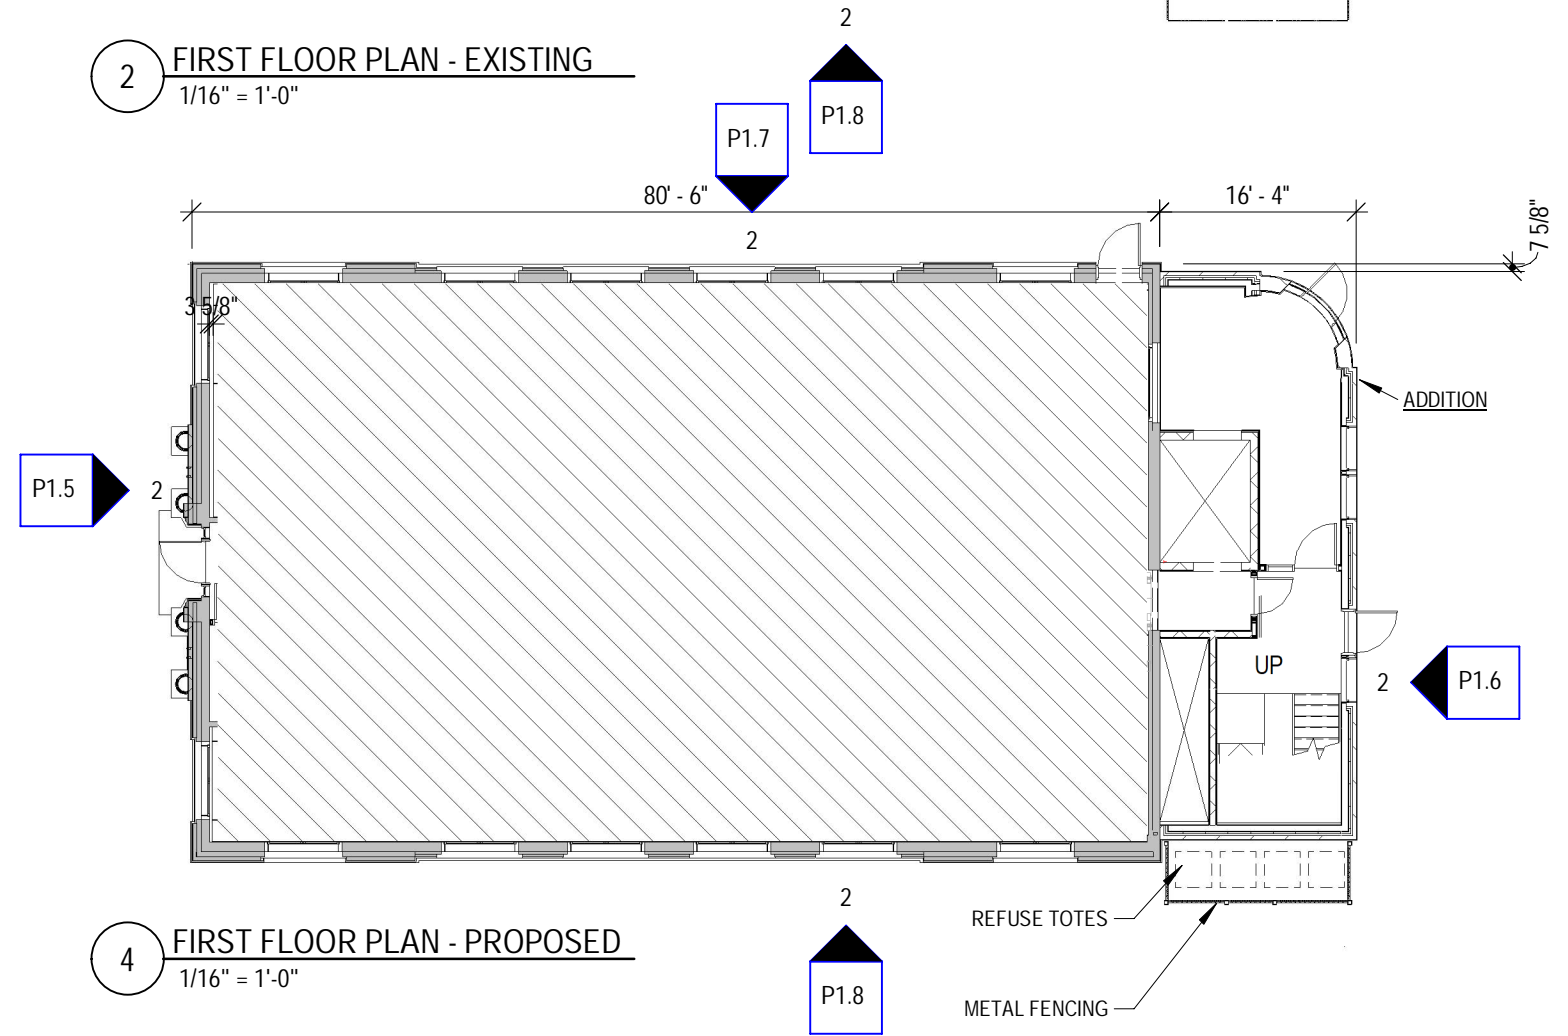 2
2
FIRST FLOOR PLAN - EXISTING
1/16" = 1'-0"
P1.8
P1.7
80' - 6"
16' - 4"
7 5/8"
2
3 5/8"
ADDITION
P1.5
2
UP
2
P1.6
2
REFUSE TOTES
4
FIRST FLOOR PLAN - PROPOSED
1/16" = 1'-0"
P1.8
METAL FENCING